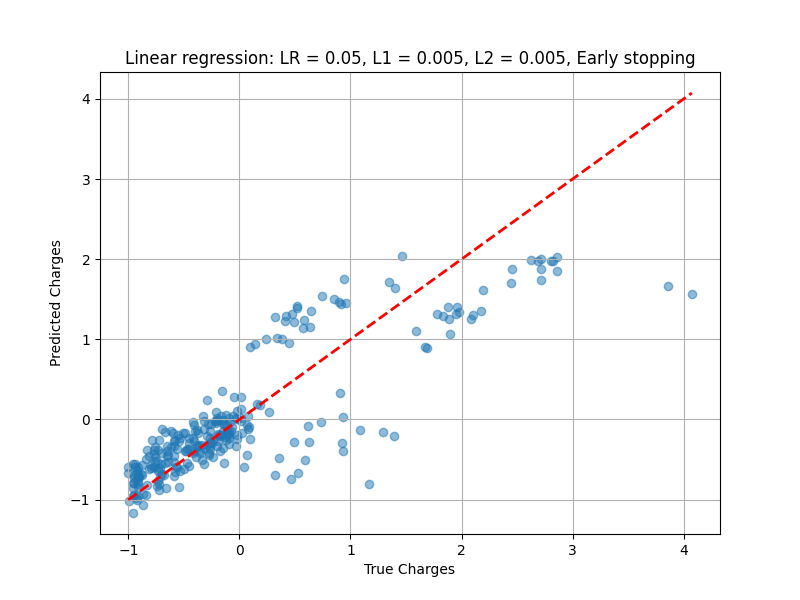 Linear regression: LR = 0.05, L1 = 0.005, L2 = 0.005, Early stopping
Predicted Charges
4
3
2
1
0
−1
−1 0 1 2 3 4
True Charges